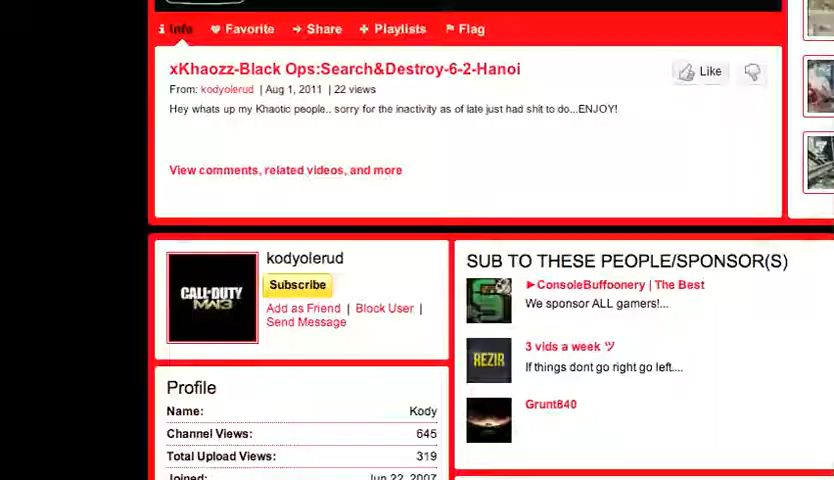 Info Favorite Share Playlists Flag
xKhaozz-Black Ops:Search&Destroy-6-2-Hanoi
Like
From: kodyolerud | Aug 1, 2011 | 22 views
Hey whats up my Khaotic people.. sorry for the inactivity as of late just had shit to do...ENJOY!
View comments, related videos, and more
kodyolerud
Subscribe
Add as Friend | Block User |
Send Message
CALL·DUTY
MW3
Profile
Name: Kody
Channel Views: 645
Total Upload Views: 319
Joined: Jun 22, 2007
SUB TO THESE PEOPLE/SPONSOR(S)
►ConsoleBuffoonery | The Best
We sponsor ALL gamers!...
REZIR
3 vids a week ツ
If things dont go right go left....
Grunt840